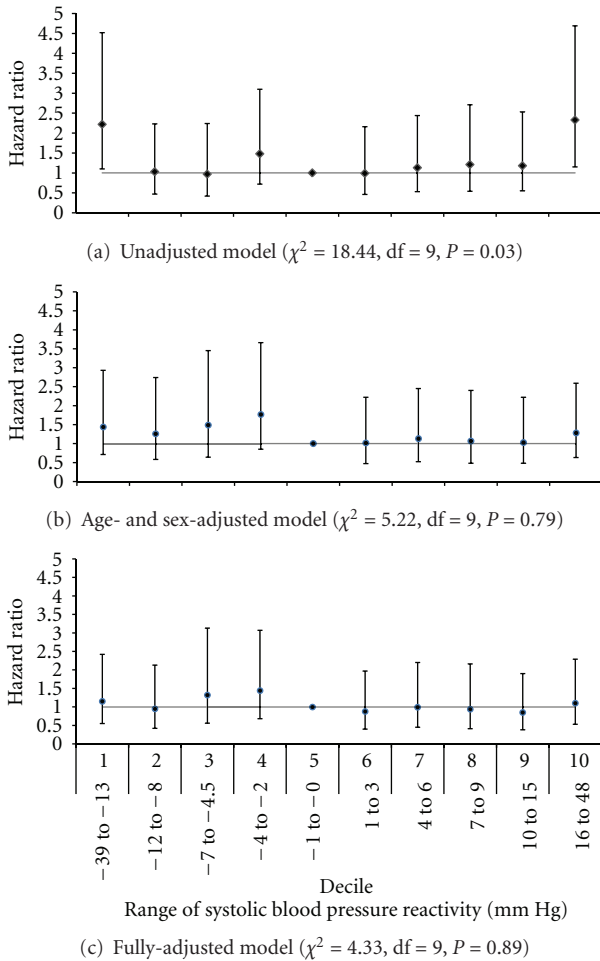 Hazard ratio
5
4.5
4
3.5
3
2.5
2
1.5
1
0.5
0
(a) Unadjusted model (χ² = 18.44, df = 9, P = 0.03)
Hazard ratio
5
4.5
4
3.5
3
2.5
2
1.5
1
0.5
0
(b) Age- and sex-adjusted model (χ² = 5.22, df = 9, P = 0.79)
Hazard ratio
5
4.5
4
3.5
3
2.5
2
1.5
1
0.5
0
1 2 3 4 5 6 7 8 9 10
−39 to −13
−12 to −8
−7 to −4.5
−4 to −2
−1 to −0
1 to 3
4 to 6
7 to 9
10 to 15
16 to 48
Decile
Range of systolic blood pressure reactivity (mm Hg)
(c) Fully-adjusted model (χ² = 4.33, df = 9, P = 0.89)